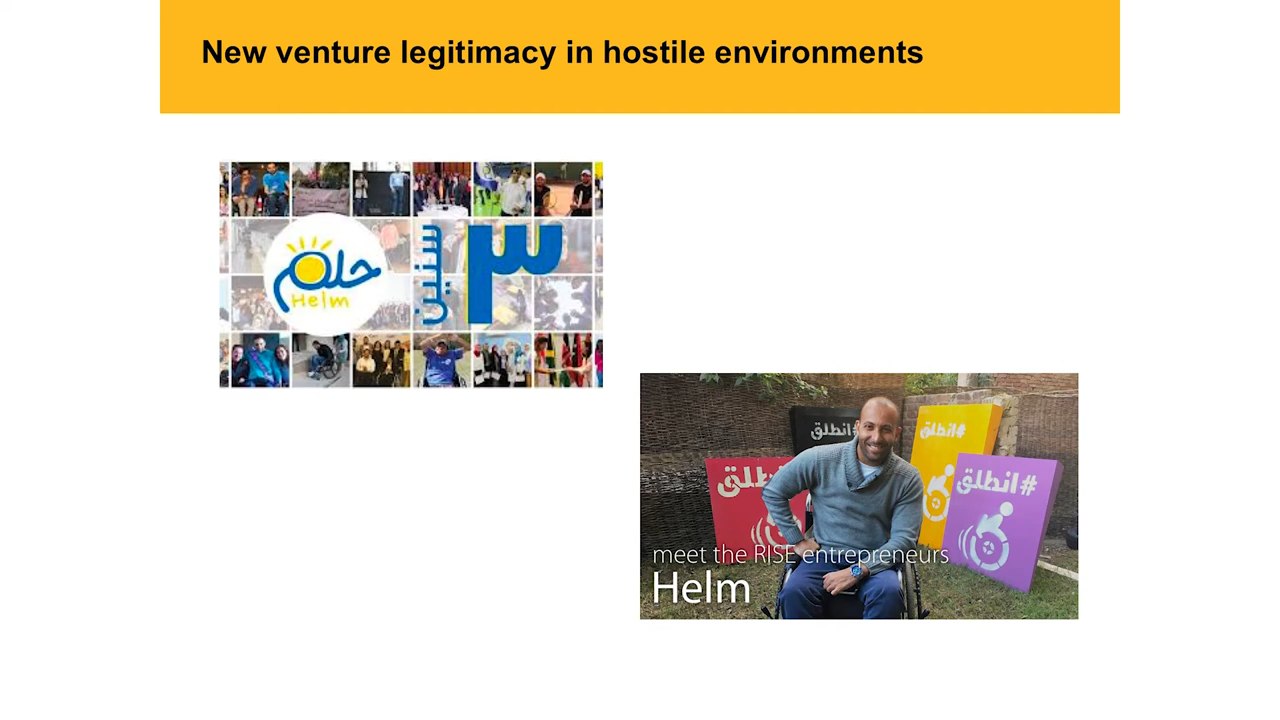 New venture legitimacy in hostile environments
حلم
Helm
سنين
٣
#انطلق
#انطلق
انطلق
#انطلق
meet the RISE entrepreneurs
Helm